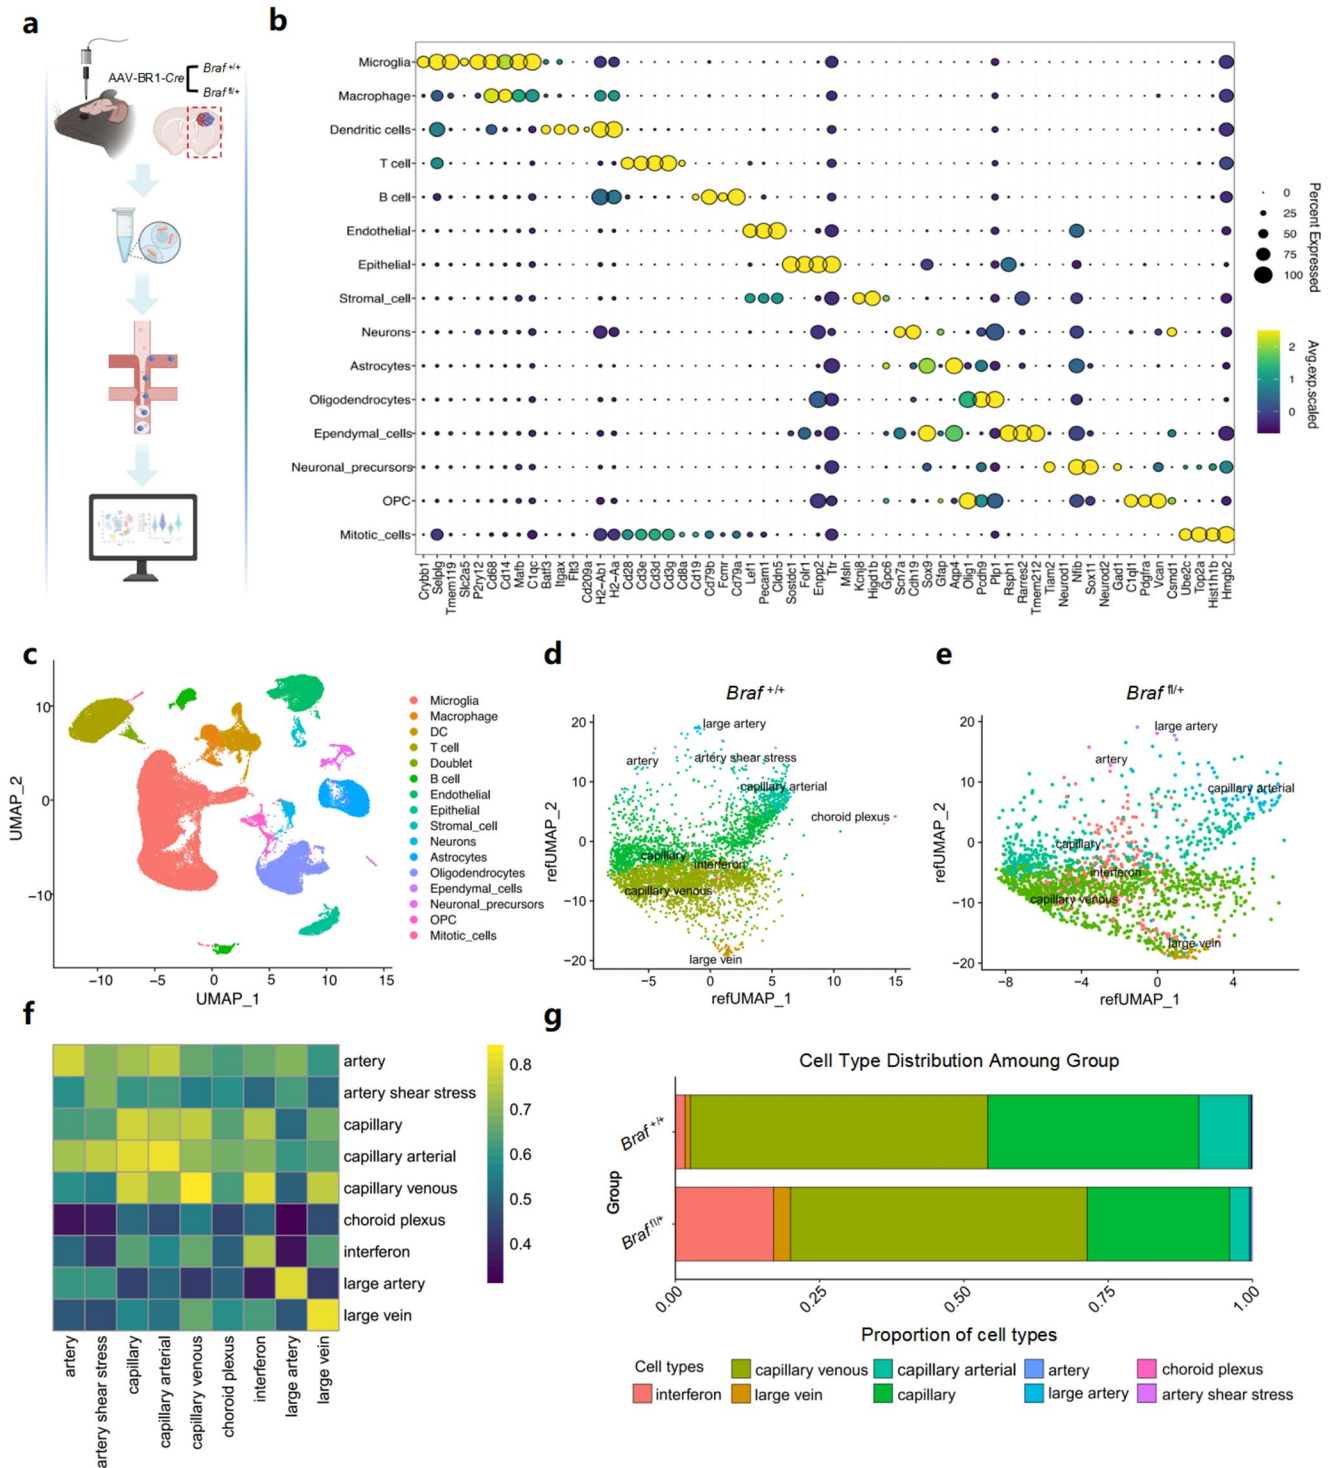 a
AAV-BR1-Cre
Braf +/+
Braf fl/+
b
Microglia
Macrophage
Dendritic cells
T cell
B cell
Endothelial
Epithelial
Stromal_cell
Neurons
Astrocytes
Oligodendrocytes
Ependymal_cells
Neuronal_precursors
OPC
Mitotic_cells
Crybb1
Selplg
Tmem119
Slc2a5
P2ry12
Cd68
Cd14
Mafb
C1qc
Batf3
Itgax
Flt3
Cd209a
H2-Ab1
H2-Aa
Cd28
Cd3e
Cd3d
Cd3g
Cd8a
Cd19
Cd79b
Fcmr
Cd79a
Lef1
Pecam1
Cldn5
Sostdc1
Folr1
Enpp2
Ttr
Msln
Kcnj8
Higd1b
Gpc6
Scn7a
Cdh19
Sox9
Gfap
Aqp4
Olig1
Pcdh9
Plp1
Rsph1
Rarres2
Tmem212
Tiam2
Neurod1
Nfib
Sox11
Neurod2
Gad1
C1ql1
Pdgfra
Vcan
Csmd1
Ube2c
Top2a
Hist1h1b
Hmgb2
Percent Expressed
0
25
50
75
100
Avg.exp.scaled
2
1
0
c
UMAP_2
10
0
−10
−10
−5
0
5
10
15
UMAP_1
Microglia
Macrophage
DC
T cell
Doublet
B cell
Endothelial
Epithelial
Stromal_cell
Neurons
Astrocytes
Oligodendrocytes
Ependymal_cells
Neuronal_precursors
OPC
Mitotic_cells
d
Braf +/+
refUMAP_2
20
10
0
−10
−20
large artery
artery
artery shear stress
capillary arterial
choroid plexus
capillary
interferon
capillary venous
large vein
−5
0
5
10
15
refUMAP_1
e
Braf fl/+
refUMAP_2
20
10
0
−10
−20
large artery
artery
capillary arterial
capillary
interferon
capillary venous
large vein
−8
−4
0
4
refUMAP_1
f
artery
artery shear stress
capillary
capillary arterial
capillary venous
choroid plexus
interferon
large artery
large vein
artery
artery shear stress
capillary
capillary arterial
capillary venous
choroid plexus
interferon
large artery
large vein
0.8
0.7
0.6
0.5
0.4
g
Cell Type Distribution Amoung Group
Group
Braf +/+
Braf fl/+
0.00
0.25
0.50
0.75
1.00
Proportion of cell types
Cell types
interferon
capillary venous
large vein
capillary arterial
capillary
artery
large artery
choroid plexus
artery shear stress